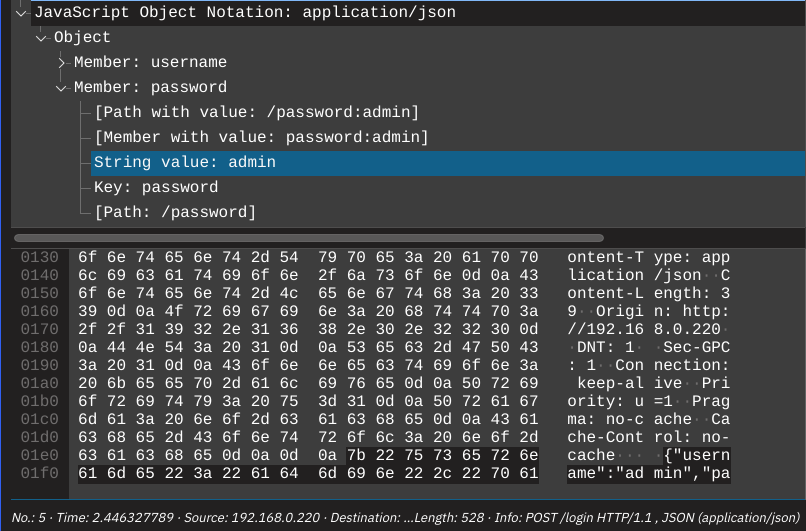 JavaScript Object Notation: application/json
Object
Member: username
Member: password
[Path with value: /password:admin]
[Member with value: password:admin]
String value: admin
Key: password
[Path: /password]
0130 6f 6e 74 65 6e 74 2d 54 79 70 65 3a 20 61 70 70 ontent-T ype: app
0140 6c 69 63 61 74 69 6f 6e 2f 6a 73 6f 6e 0d 0a 43 lication /json··C
0150 6f 6e 74 65 6e 74 2d 4c 65 6e 67 74 68 3a 20 33 ontent-L ength: 3
0160 39 0d 0a 4f 72 69 67 69 6e 3a 20 68 74 74 70 3a 9··Origi n: http:
0170 2f 2f 31 39 32 2e 31 36 38 2e 30 2e 32 32 30 0d //192.16 8.0.220·
0180 0a 44 4e 54 3a 20 31 0d 0a 53 65 63 2d 47 50 43 ·DNT: 1· ·Sec-GPC
0190 3a 20 31 0d 0a 43 6f 6e 6e 65 63 74 69 6f 6e 3a : 1··Con nection:
01a0 20 6b 65 65 70 2d 61 6c 69 76 65 0d 0a 50 72 69 keep-al ive··Pri
01b0 6f 72 69 74 79 3a 20 75 3d 31 0d 0a 50 72 61 67 ority: u =1··Prag
01c0 6d 61 3a 20 6e 6f 2d 63 61 63 68 65 0d 0a 43 61 ma: no-c ache··Ca
01d0 63 68 65 2d 43 6f 6e 74 72 6f 6c 3a 20 6e 6f 2d che-Cont rol: no-
01e0 63 61 63 68 65 0d 0a 0d 0a 7b 22 75 73 65 72 6e cache··· ·{"usern
01f0 61 6d 65 22 3a 22 61 64 6d 69 6e 22 2c 22 70 61 ame":"ad min","pa
No.: 5 · Time: 2.446327789 · Source: 192.168.0.220 · Destination: ...Length: 528 · Info: POST /login HTTP/1.1 , JSON (application/json)